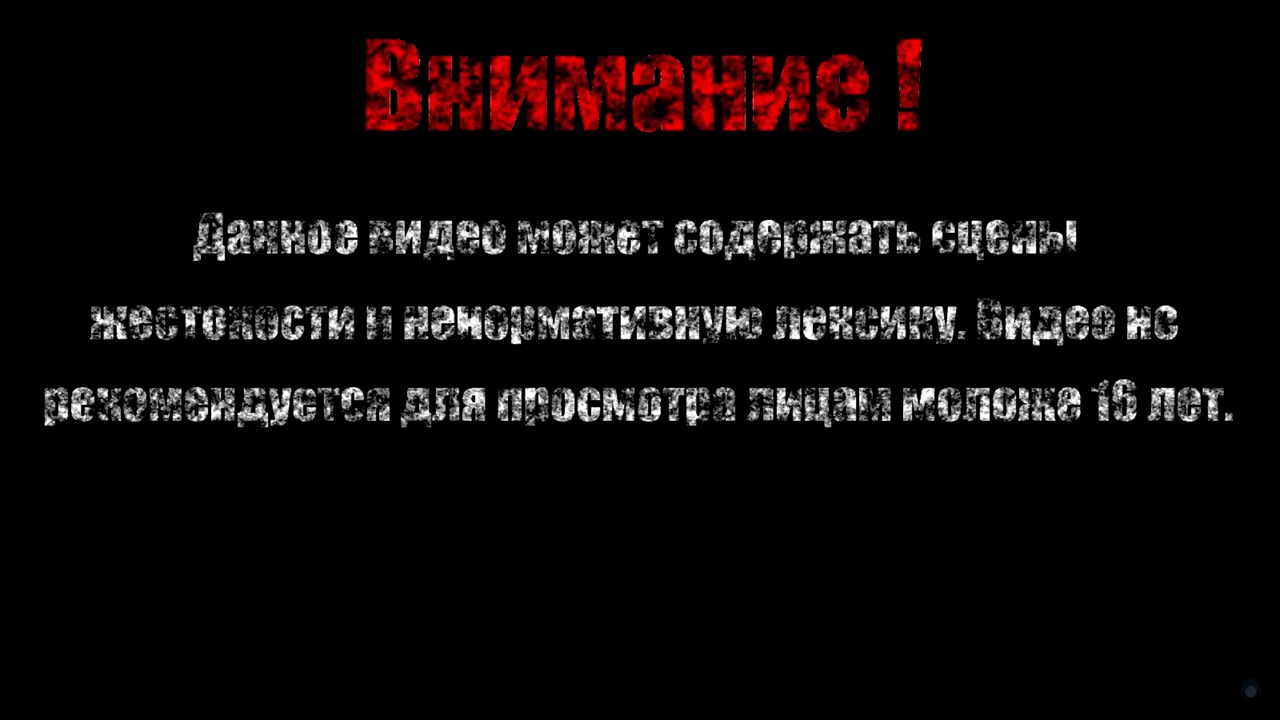 Внимание !
Данное видео может содержать сцены
жестокости и ненормативную лексику. Видео не
рекомендуется для просмотра лицам моложе 16 лет.